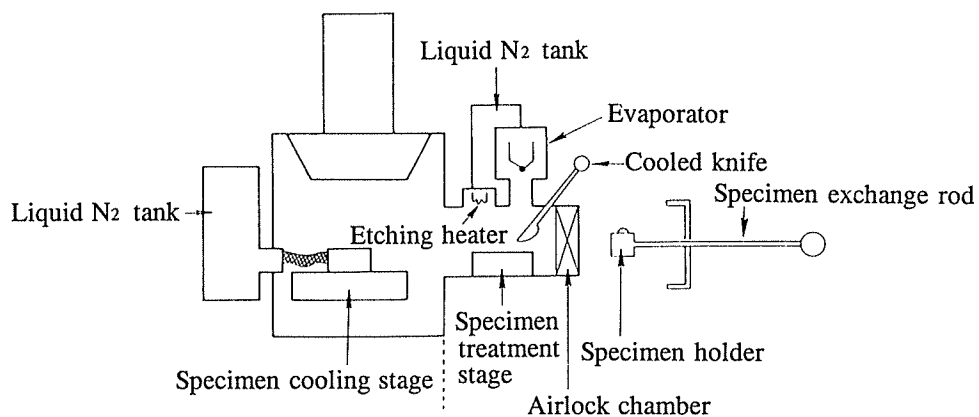 Liquid N2 tank
Evaporator
Cooled knife
Specimen exchange rod
Liquid N2 tank
Etching heater
Specimen
treatment
stage
Specimen holder
Specimen cooling stage
Airlock chamber